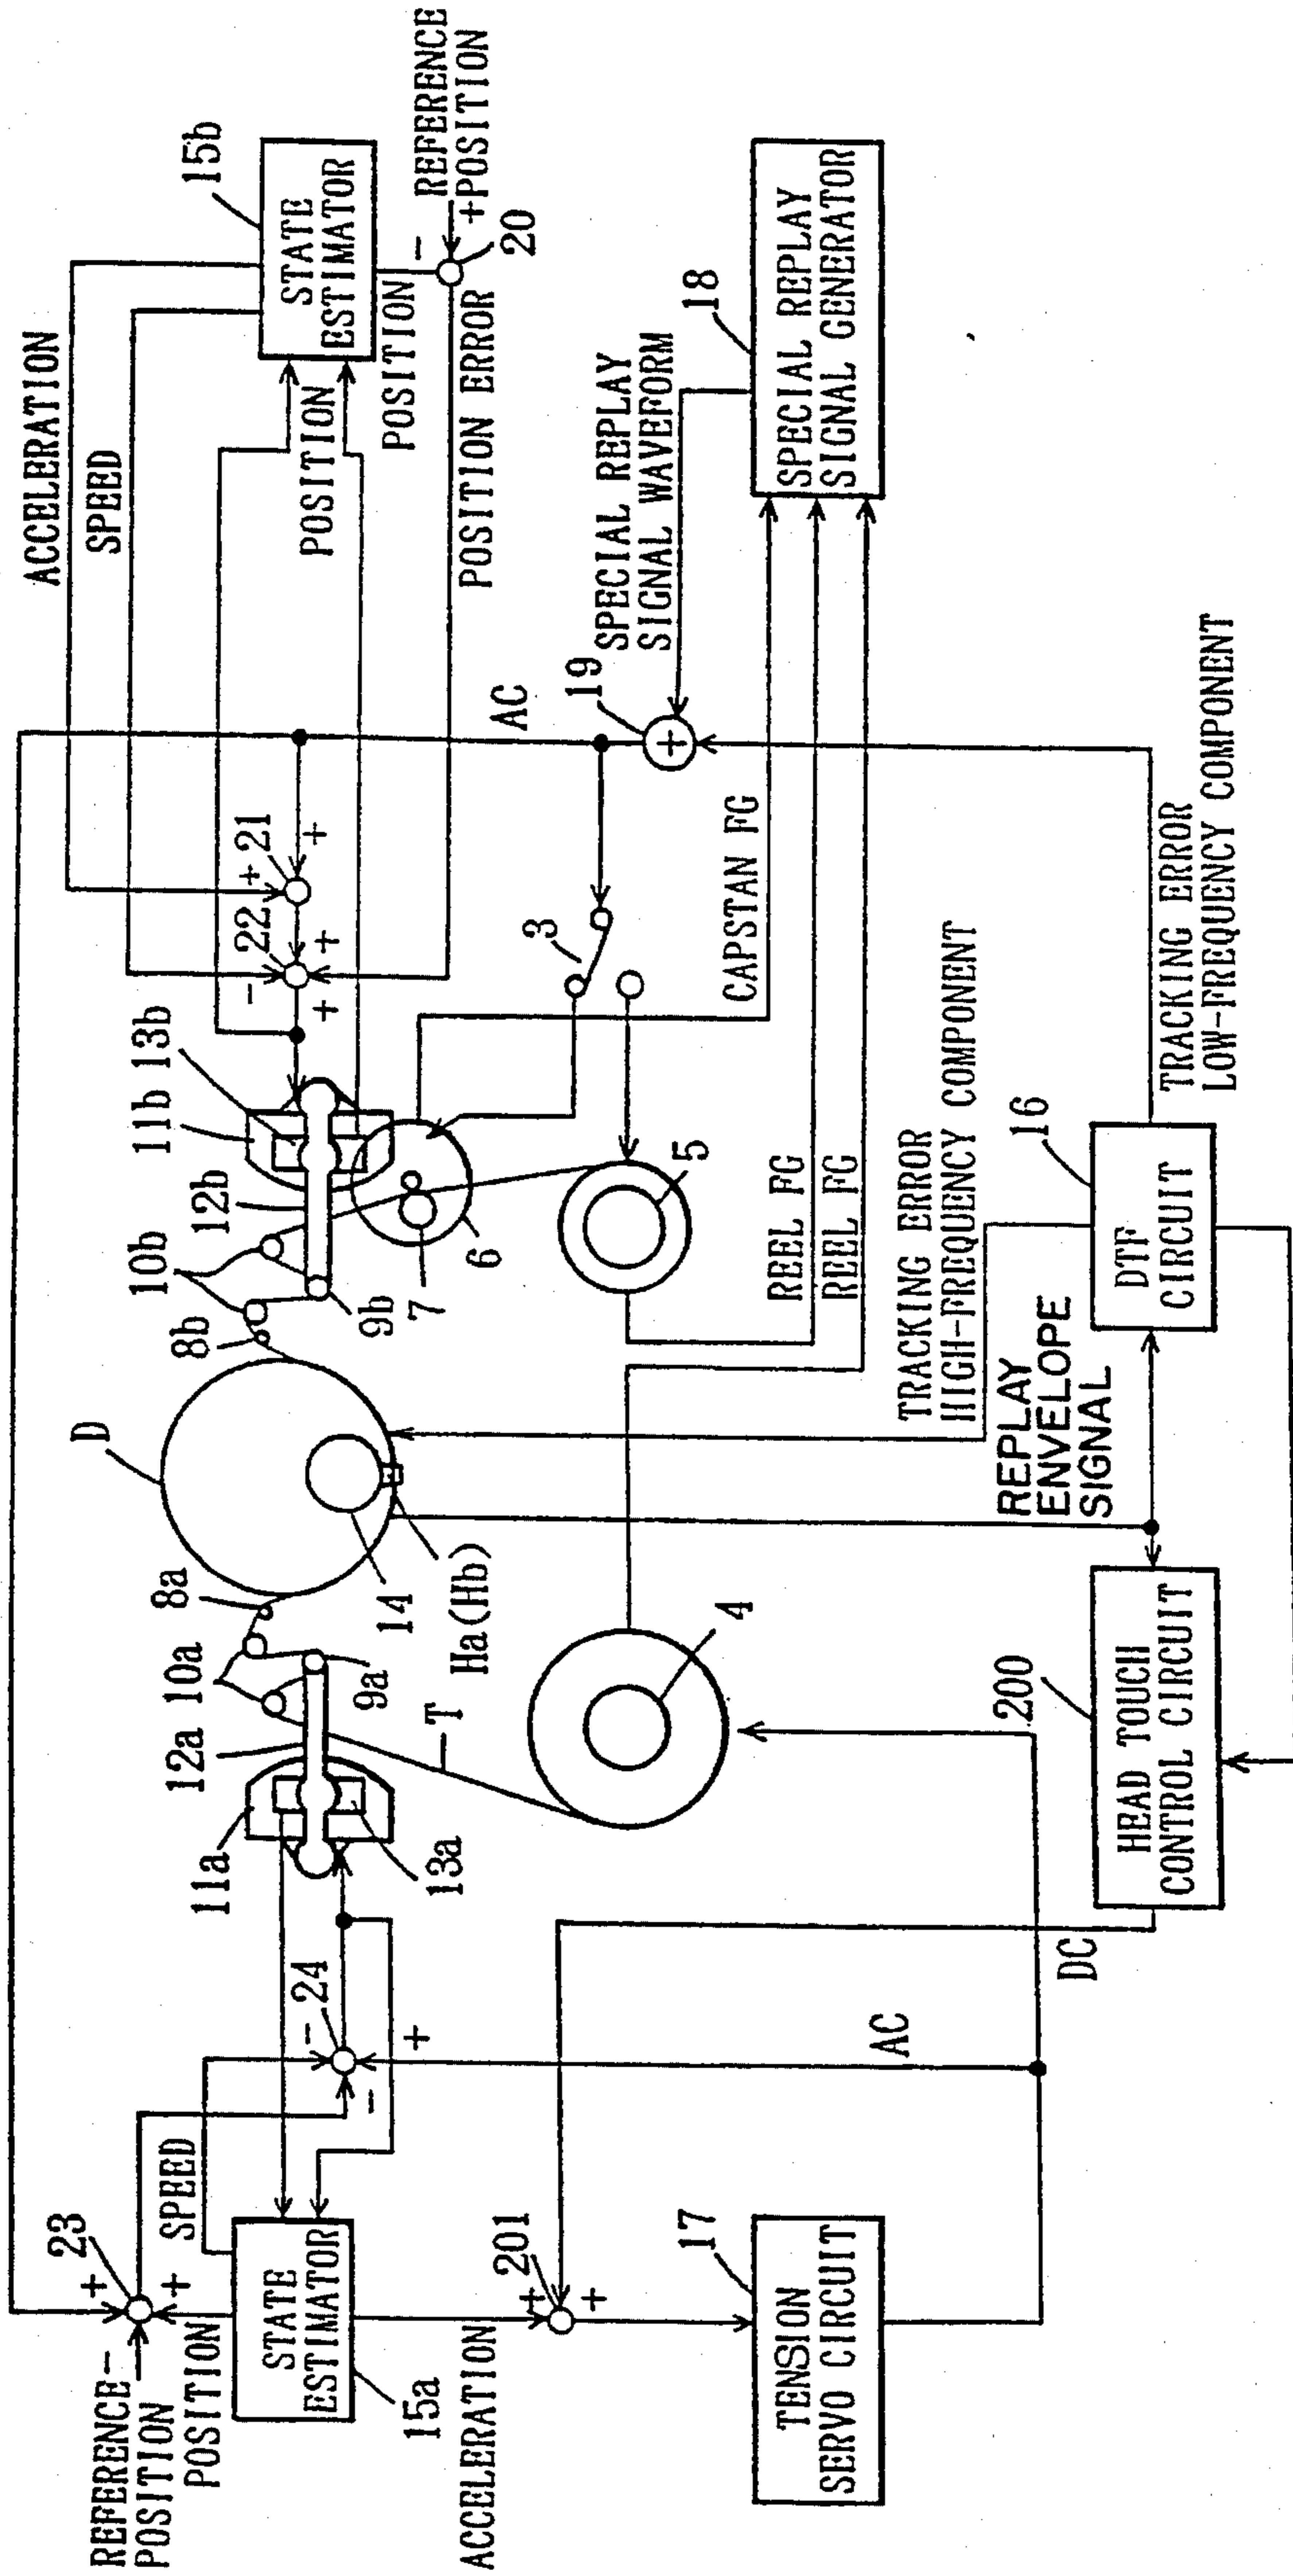 ACCELERATION
SPEED
15b
STATE
ESTIMATOR
POSITION
POSITION
-
REFERENCE
+POSITION
20
POSITION ERROR
22
21
+
+
-
+
+
11b
13b
12b
10b
8b
9b
7
6
5
3
AC
19
+
SPECIAL REPLAY
SIGNAL WAVEFORM
18
SPECIAL REPLAY
SIGNAL GENERATOR
CAPSTAN FG
REEL FG
REEL FG
TRACKING ERROR
HIGH-FREQUENCY COMPONENT
TRACKING ERROR
LOW-FREQUENCY COMPONENT
16
DTF
CIRCUIT
REPLAY
ENVELOPE
SIGNAL
D
14
Ha(Hb)
8a
10a
9a
12a
11a
13a
T
4
200
HEAD TOUCH
CONTROL CIRCUIT
DC
AC
24
-
-
+
23
+
+
-
REFERENCE
POSITION
POSITION
SPEED
STATE
ESTIMATOR
15a
ACCELERATION
201
+
+
17
TENSION
SERVO CIRCUIT